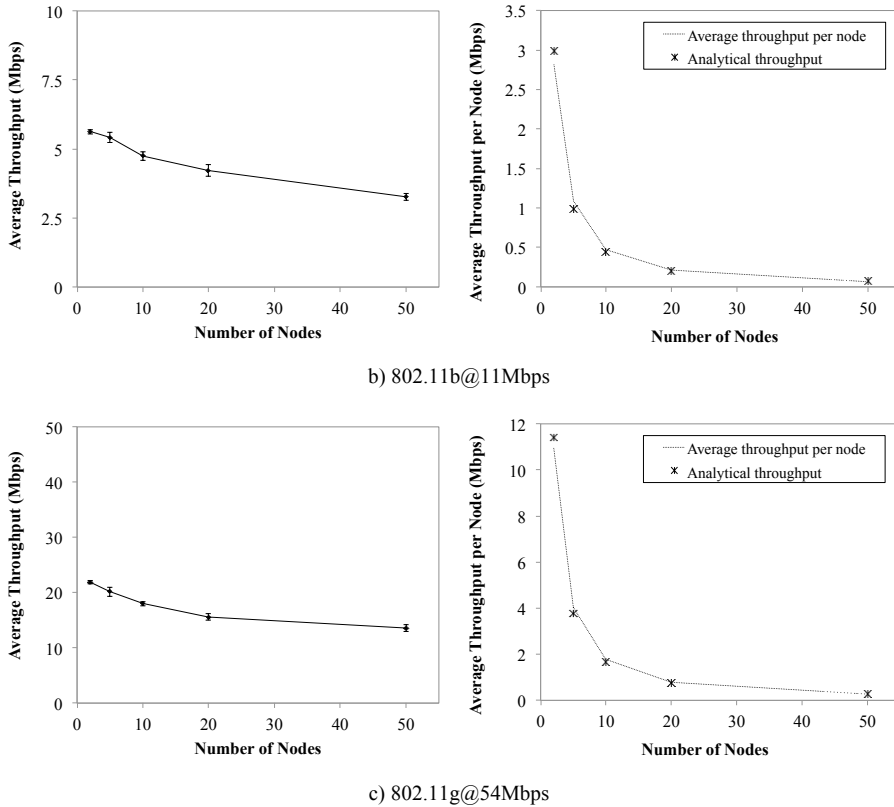 10
7.5
5
2.5
0
Average Throughput (Mbps)
0 10 20 30 40 50
Number of Nodes
3.5
3
2.5
2
1.5
1
0.5
0
Average Throughput per Node (Mbps)
Average throughput per node
Analytical throughput
0 10 20 30 40 50
Number of Nodes
b) 802.11b@11Mbps
50
40
30
20
10
0
Average Throughput (Mbps)
0 10 20 30 40 50
Number of Nodes
12
10
8
6
4
2
0
Average Throughput per Node (Mbps)
Average throughput per node
Analytical throughput
0 10 20 30 40 50
Number of Nodes
c) 802.11g@54Mbps